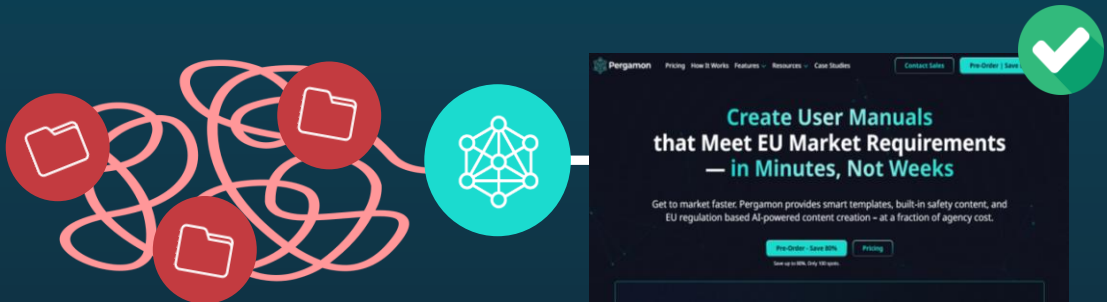 Pergamon
Pricing How It Works Features Resources Case Studies
Contact Sales
Pre-Order | Save
Create User Manuals
that Meet EU Market Requirements
— in Minutes, Not Weeks
Get to market faster. Pergamon provides smart templates, built-in safety content, and
EU regulation based AI-powered content creation – at a fraction of agency cost.
Pre-Order - Save 80%
Pricing
Save up to 80%. Only 100 spots.